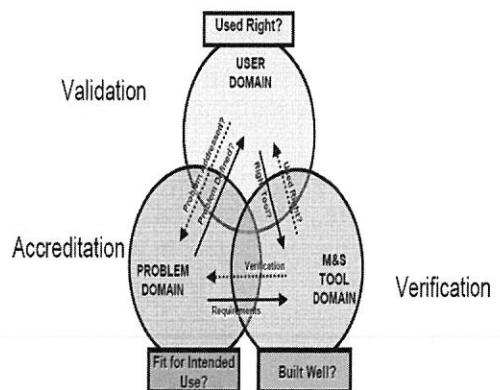 Used Right?
USER
DOMAIN
Validation
Problem Addressed?
Problem Defined?
Right Tool?
Used Right?
Accreditation
PROBLEM
DOMAIN
Verification
Requirements
M&S
TOOL
DOMAIN
Verification
Fit for Intended
Use?
Built Well?